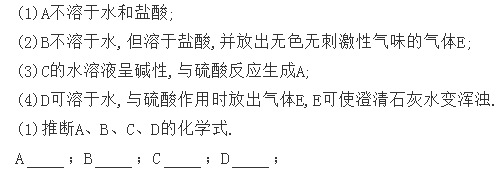 (1)A不溶于水和盐酸;
(2)B不溶于水,但溶于盐酸,并放出无色无刺激性气味的气体E;
(3)C的水溶液呈碱性,与硫酸反应生成A;
(4)D可溶于水,与硫酸作用时放出气体E,E可使澄清石灰水变浑浊.
(1)推断A、B、C、D的化学式.
A____;B____;C____;D____;